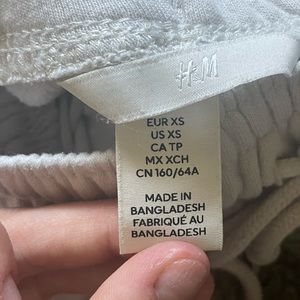 H&M
EUR XS
US XS
CA TP
MX XCH
CN 160/64A
MADE IN
BANGLADESH
FABRIQUÉ AU
BANGLADESH